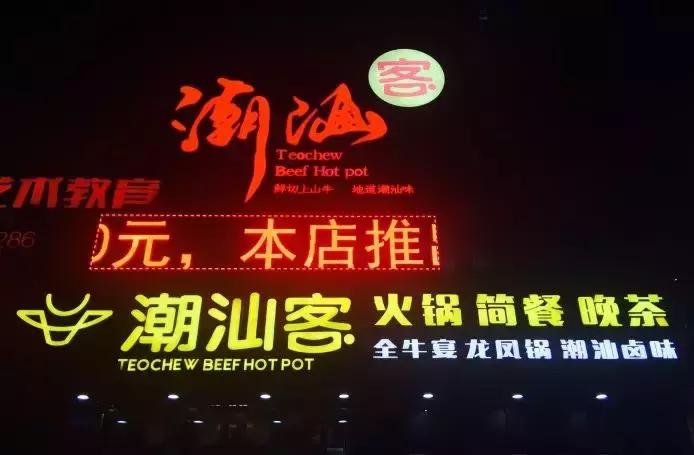 潮汕客
Teochew
Beef Hot pot
鲜切上山牛 地道潮汕味
艺术教育
286
0元，本店推
潮汕客
TEOCHEW BEEF HOT POT
火锅 简餐 晚茶
全牛宴 龙凤锅 潮汕卤味